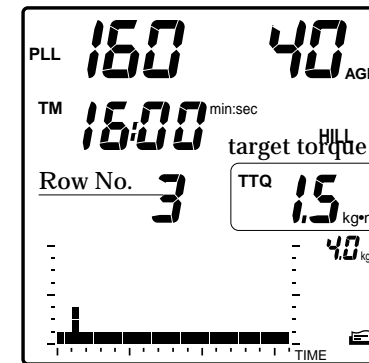 PLL 160 40 AGE
TM 16:00 min:sec
HILL
target torque
Row No. 3 TTQ 1.5 kg•m
4.0 kg
TIME